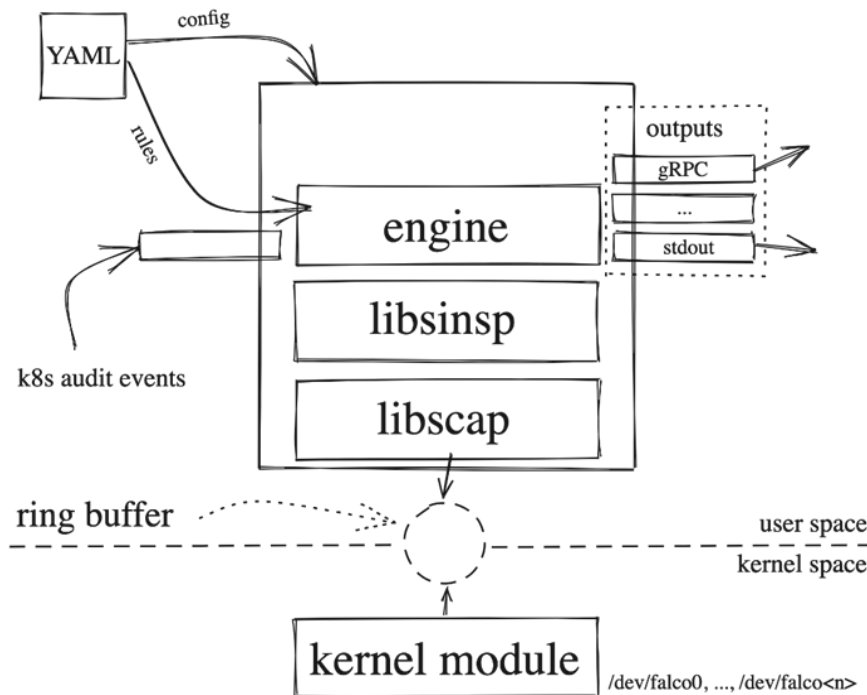 config
YAML
rules
outputs
gRPC
...
stdout
engine
libsinsp
libscap
k8s audit events
ring buffer
user space
kernel space
kernel module
/dev/falco0, ..., /dev/falco<n>